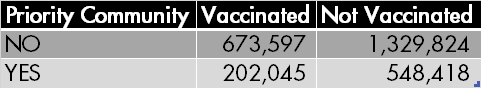 Priority Community Vaccinated Not Vaccinated
NO 673,597 1,329,824
YES 202,045 548,418